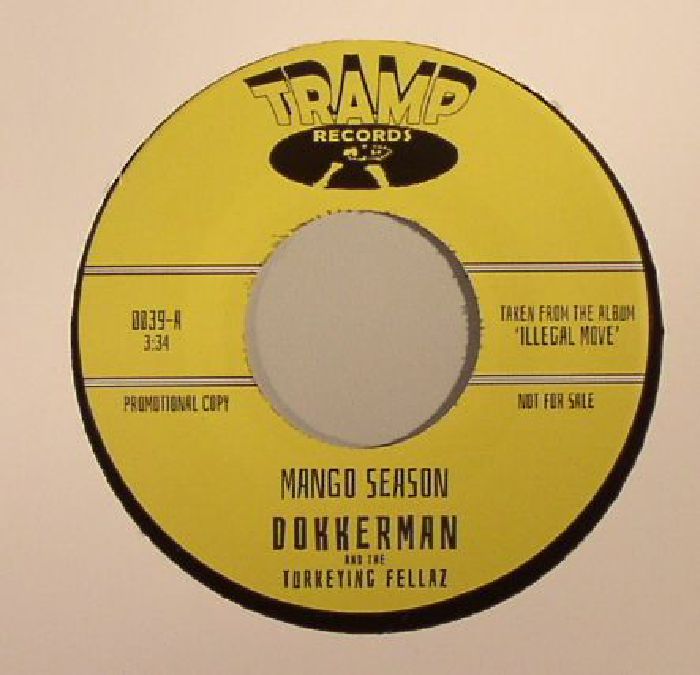 TRAMP
RECORDS
0039-A
3:34
TAKEN FROM THE ALBUM
'ILLEGAL MOVE'
PROMOTIONAL COPY
NOT FOR SALE
MANGO SEASON
DOKKERMAN
AND THE
TURKEYING FELLAZ